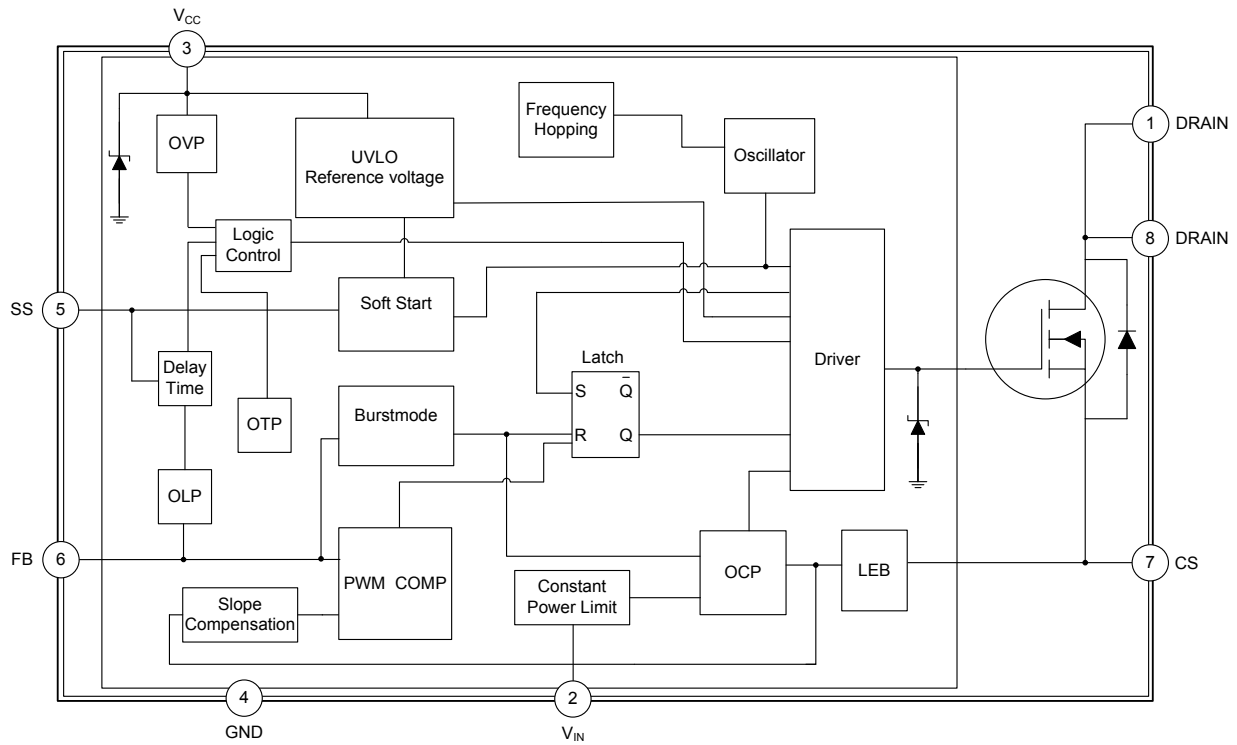 VCC
3
Frequency
Hopping
1
DRAIN
OVP
UVLO
Reference voltage
Oscillator
Logic
Control
8
DRAIN
SS
5
Soft Start
Delay
Time
Latch
Driver
S
Q̅
OTP
Burstmode
R
Q
OLP
FB
6
PWM COMP
OCP
LEB
7
CS
Constant
Power Limit
Slope
Compensation
4
GND
2
VIN